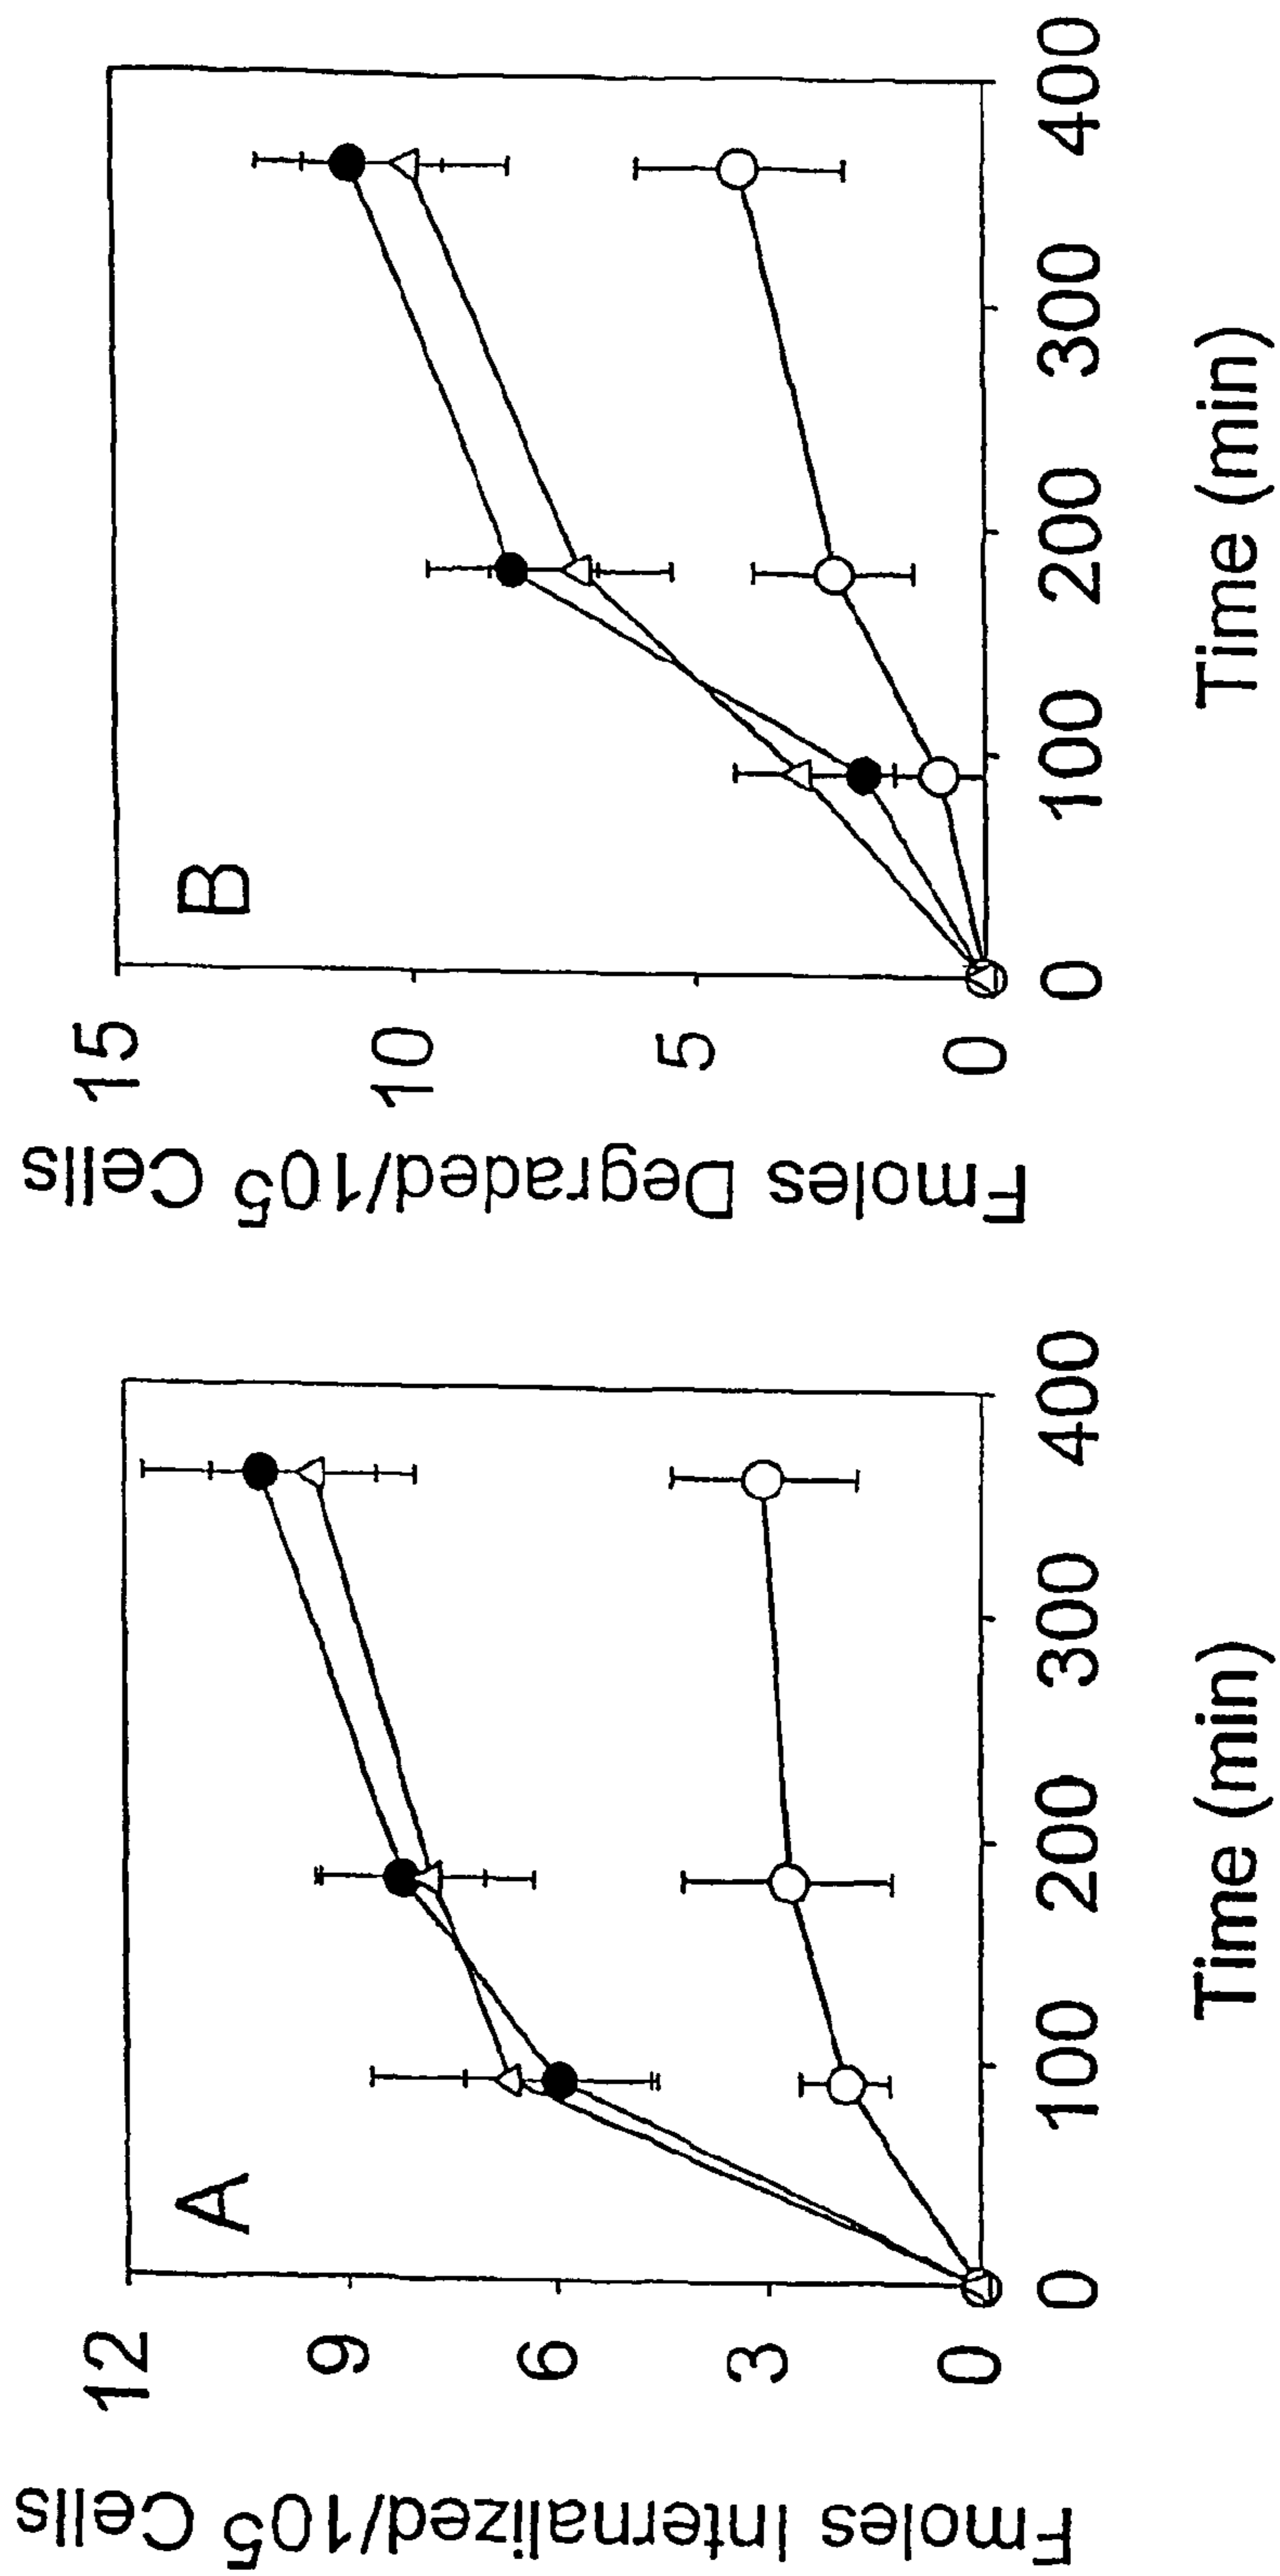 A
Fmoles Internalized/10⁵ Cells
12
9
6
3
0
0 100 200 300 400
Time (min)
B
Fmoles Degraded/10⁵ Cells
15
10
5
0
0 100 200 300 400
Time (min)